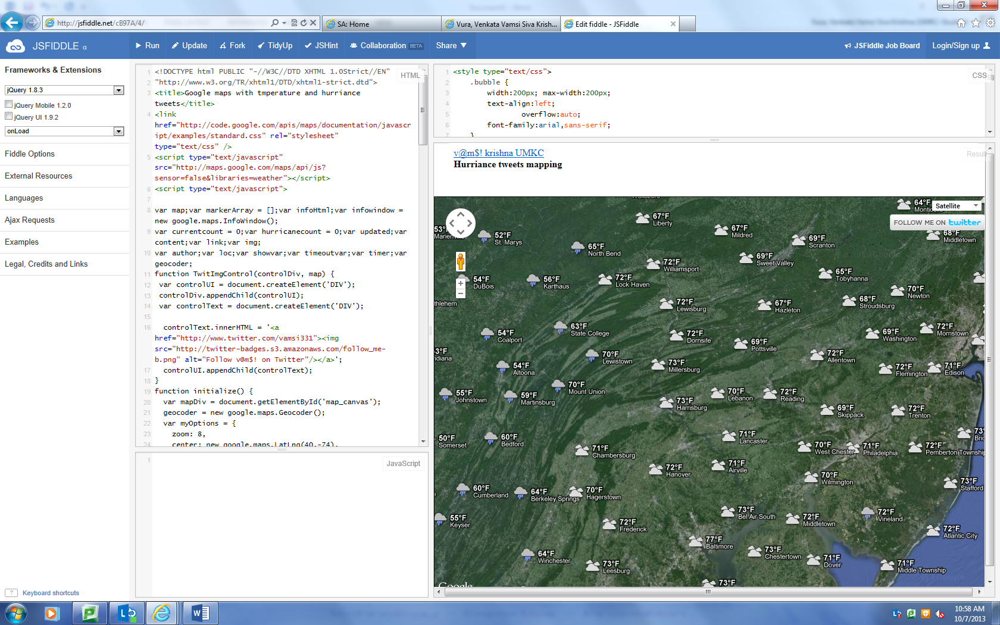 http://jsfiddle.net/cB97A/4/
SA: Home
Vura, Venkata Vamsi Siva Krish...
Edit fiddle - JSFiddle
JSFIDDLE α
Run
Update
Fork
TidyUp
JSHint
Collaboration BETA
Share
JSFiddle Job Board
Login/Sign up
Frameworks & Extensions
jQuery 1.8.3
jQuery Mobile 1.2.0
jQuery UI 1.9.2
onLoad
Fiddle Options
External Resources
Languages
Ajax Requests
Examples
Legal, Credits and Links
? Keyboard shortcuts
HTML
1 <!DOCTYPE html PUBLIC "-//W3C//DTD XHTML 1.0Strict//EN"
2 "http://www.w3.org/TR/xhtml1/DTD/xhtml1-strict.dtd">
3 <title>Google maps with tmperature and hurriance
tweets</title>
4 <link
href="http://code.google.com/apis/maps/documentation/javascr
ipt/examples/standard.css" rel="stylesheet"
type="text/css" />
5 <script type="text/javascript"
src="http://maps.google.com/maps/api/js?
sensor=false&libraries=weather"></script>
6 <script type="text/javascript">
7
8 var map;var markerArray = [];var infoHtml;var infowindow =
new google.maps.InfoWindow();
9 var currentcount = 0;var hurricanecount = 0;var updated;var
content;var link;var img;
10 var author;var loc;var showvar;var timeoutvar;var timer;var
geocoder;
11 function TwitImgControl(controlDiv, map) {
12 var controlUI = document.createElement('DIV');
13 controlDiv.appendChild(controlUI);
14 var controlText = document.createElement('DIV');
15
16 controlText.innerHTML = '<a
href="http://www.twitter.com/vamsi331"><img
src="http://twitter-badges.s3.amazonaws.com/follow_me-
b.png" alt="Follow v@m$! on Twitter"/></a>';
17 controlUI.appendChild(controlText);
18 }
19 function initialize() {
20 var mapDiv = document.getElementById('map_canvas');
21 geocoder = new google.maps.Geocoder();
22 var myOptions = {
23 zoom: 8,
24 center: new google.maps.LatLng(40,-74),
1
JavaScript
CSS
1 <style type="text/css">
2 .bubble {
3 width:200px; max-width:200px;
4 text-align:left;
5 overflow:auto;
6 font-family:arial,sans-serif;
7 }
Result
v@m$! krishna UMKC
Hurriance tweets mapping
Satellite
FOLLOW ME ON twitter
64°F
67°F Liberty
67°F Mildred
53°F
52°F St. Marys
65°F North Bend
69°F Scranton
68°F Middletown
72°F Williamsport
69°F Sweet Valley
54°F DuBois
56°F Karthaus
72°F Lock Haven
65°F Tobyhanna
70°F Newton
72°F Lewisburg
67°F Hazleton
68°F Stroudsburg
thlehem
54°F Coalport
63°F State College
72°F Dornsife
69°F Pottsville
69°F Washington
72°F Morristown
3°F ndiana
70°F Lewistown
73°F Millersburg
72°F Allentown
54°F Altoona
72°F Flemington
71°F Edison
55°F Johnstown
59°F Martinsburg
70°F Mount Union
73°F Harrisburg
70°F Lebanon
72°F Reading
69°F Skippack
72°F Trenton
50°F Somerset
60°F Bedford
71°F Chambersburg
71°F Lancaster
70°F West Chester
71°F Philadelphia
72°F Pemberton Township
73° Bric
72°F Hanover
71°F Airville
70°F Wilmington
73°F Stafford
60°F Cumberland
64°F Berkeley Springs
70°F Hagerstown
55°F Keyser
72°F Frederick
73°F Bel Air South
72°F Middletown
72°F Vineland
72°F Atlantic City
77°F Baltimore
73°F Chestertown
71°F Dover
71°F Middle Township
64°F Winchester
73°F Leesburg
73°F
Google
10:58 AM
10/7/2013